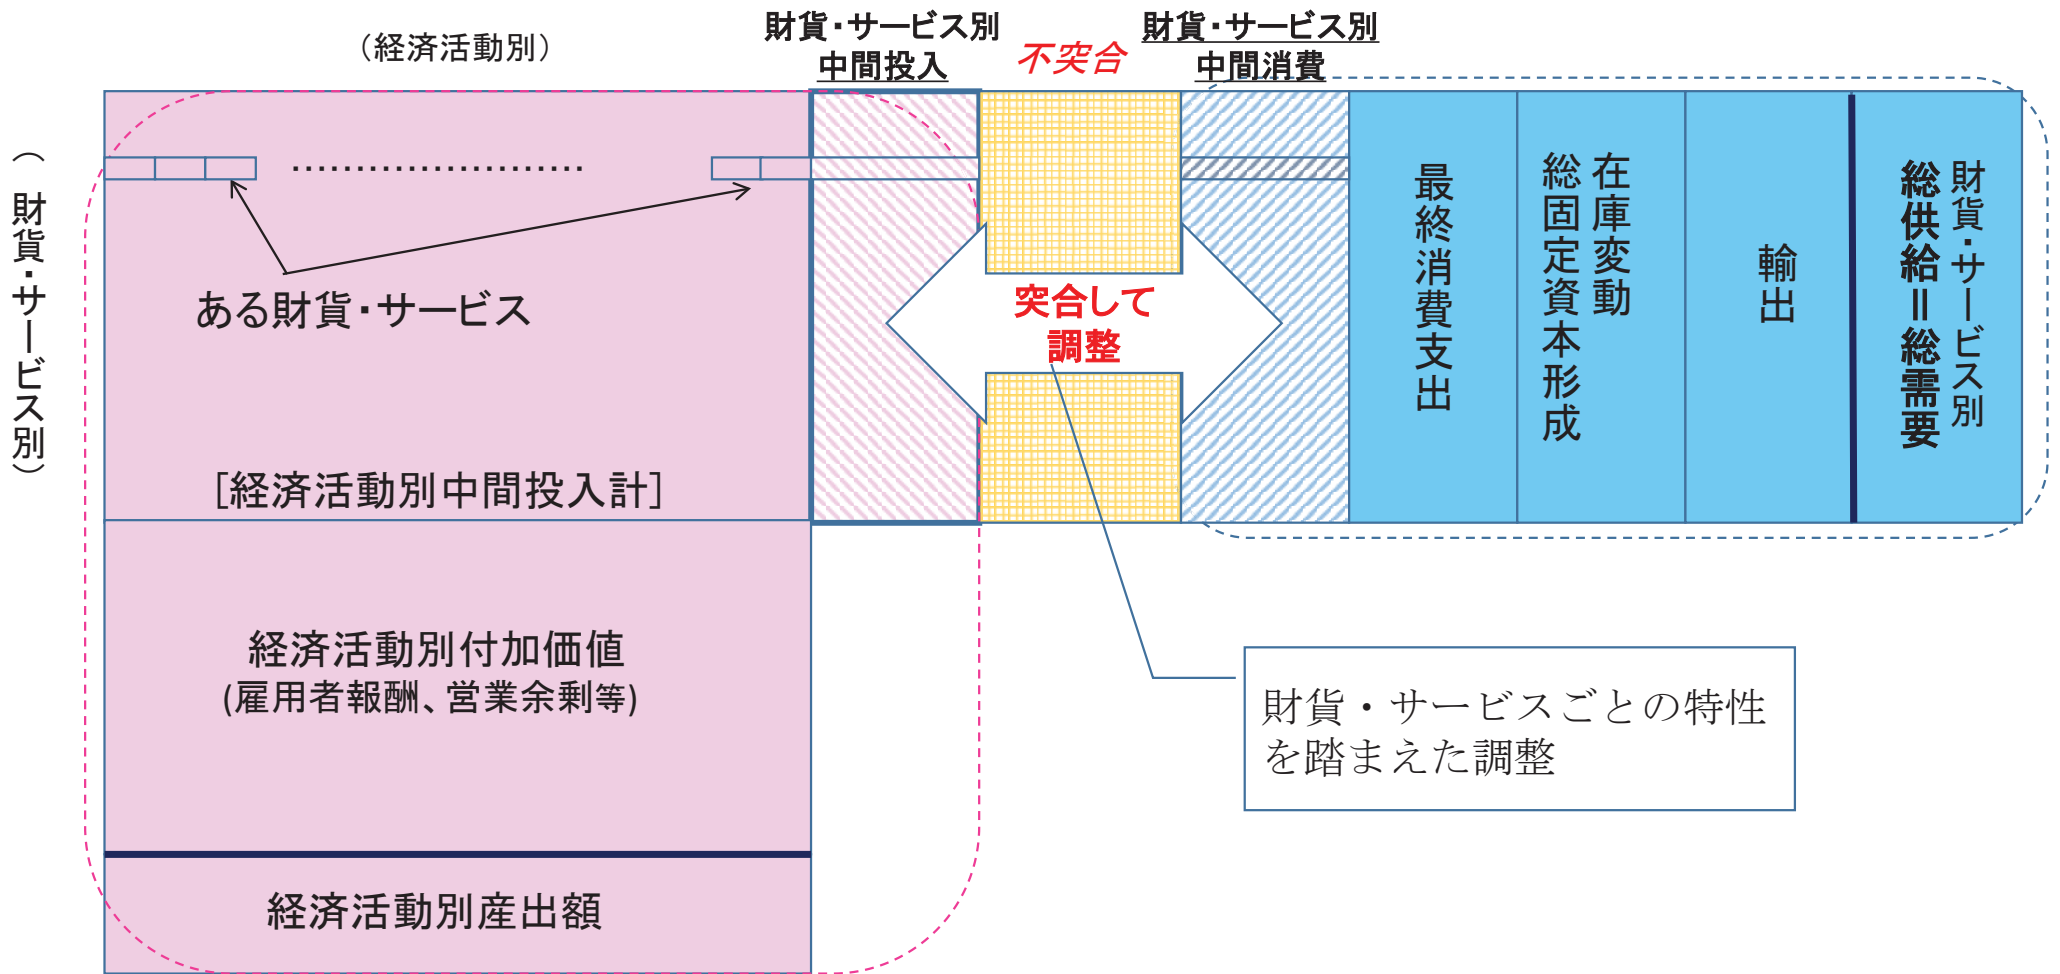 （経済活動別）
財貨・サービス別
中間投入
不突合
財貨・サービス別
中間消費
（財貨・サービス別）
‥‥‥‥‥‥‥‥‥‥‥
ある財貨・サービス
[経済活動別中間投入計]
突合して
調整
最終消費支出
在庫変動
総固定資本形成
輸出
財貨・サービス別
総供給＝総需要
経済活動別付加価値
(雇用者報酬、営業余剰等)
経済活動別産出額
財貨・サービスごとの特性
を踏まえた調整